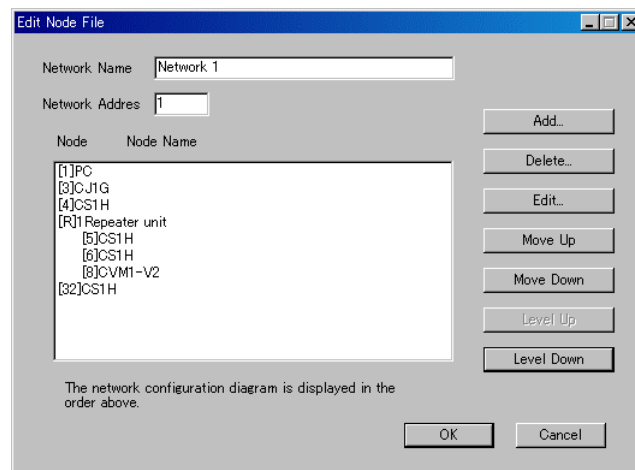 Edit Node File
Network Name Network 1
Network Addres 1
Node Node Name
[1]PC
[3]CJ1G
[4]CS1H
[R]1Repeater unit
[5]CS1H
[6]CS1H
[8]CVM1-V2
[32]CS1H
Add...
Delete...
Edit...
Move Up
Move Down
Level Up
Level Down
The network configuration diagram is displayed in the
order above.
OK Cancel